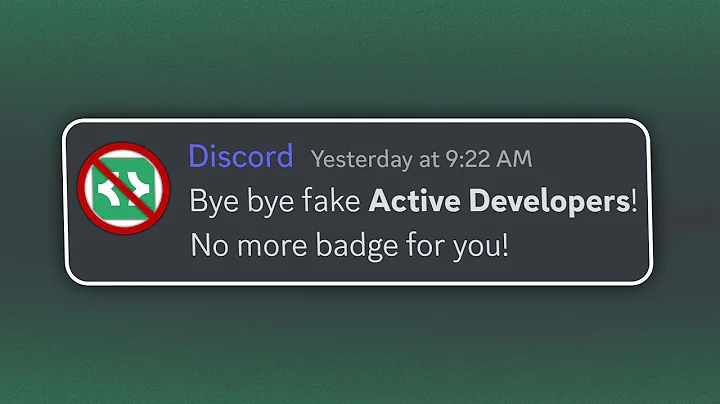 Discord Yesterday at 9:22 AM
Bye bye fake Active Developers!
No more badge for you!